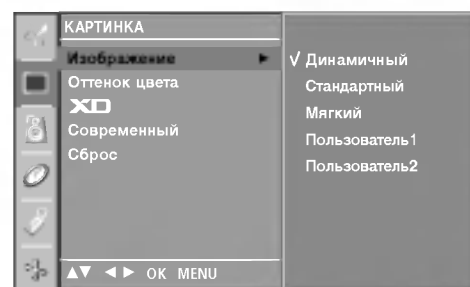 КАРТИНКА
Изображение
Оттенок цвета
XD
Современный
Сброс
OK MENU
√ Динамичный
Стандартный
Мягкий
Пользователь1
Пользователь2